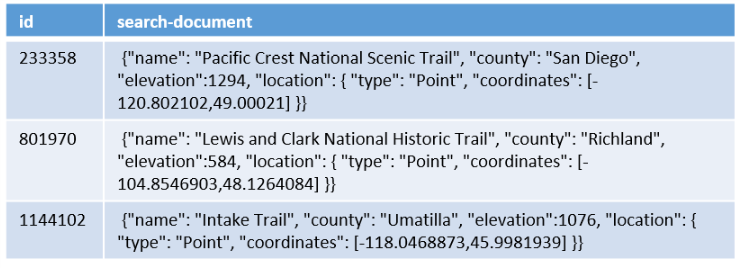 id search-document
233358 {"name": "Pacific Crest National Scenic Trail", "county": "San Diego",
"elevation":1294, "location": { "type": "Point", "coordinates": [-
120.802102,49.00021] }}
801970 {"name": "Lewis and Clark National Historic Trail", "county": "Richland",
"elevation":584, "location": { "type": "Point", "coordinates": [-
104.8546903,48.1264084] }}
1144102 {"name": "Intake Trail", "county": "Umatilla", "elevation":1076, "location": {
"type": "Point", "coordinates": [-118.0468873,45.9981939] }}